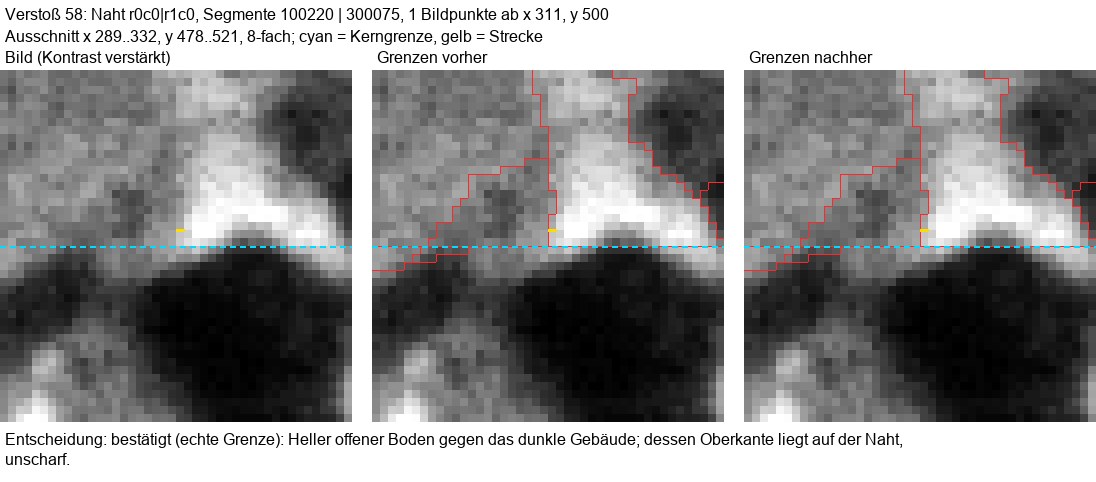 Verstoß 58: Naht r0c0|r1c0, Segmente 100220 | 300075, 1 Bildpunkte ab x 311, y 500
Ausschnitt x 289..332, y 478..521, 8-fach; cyan = Kerngrenze, gelb = Strecke
Bild (Kontrast verstärkt) Grenzen vorher Grenzen nachher
Entscheidung: bestätigt (echte Grenze): Heller offener Boden gegen das dunkle Gebäude; dessen Oberkante liegt auf der Naht,
unscharf.